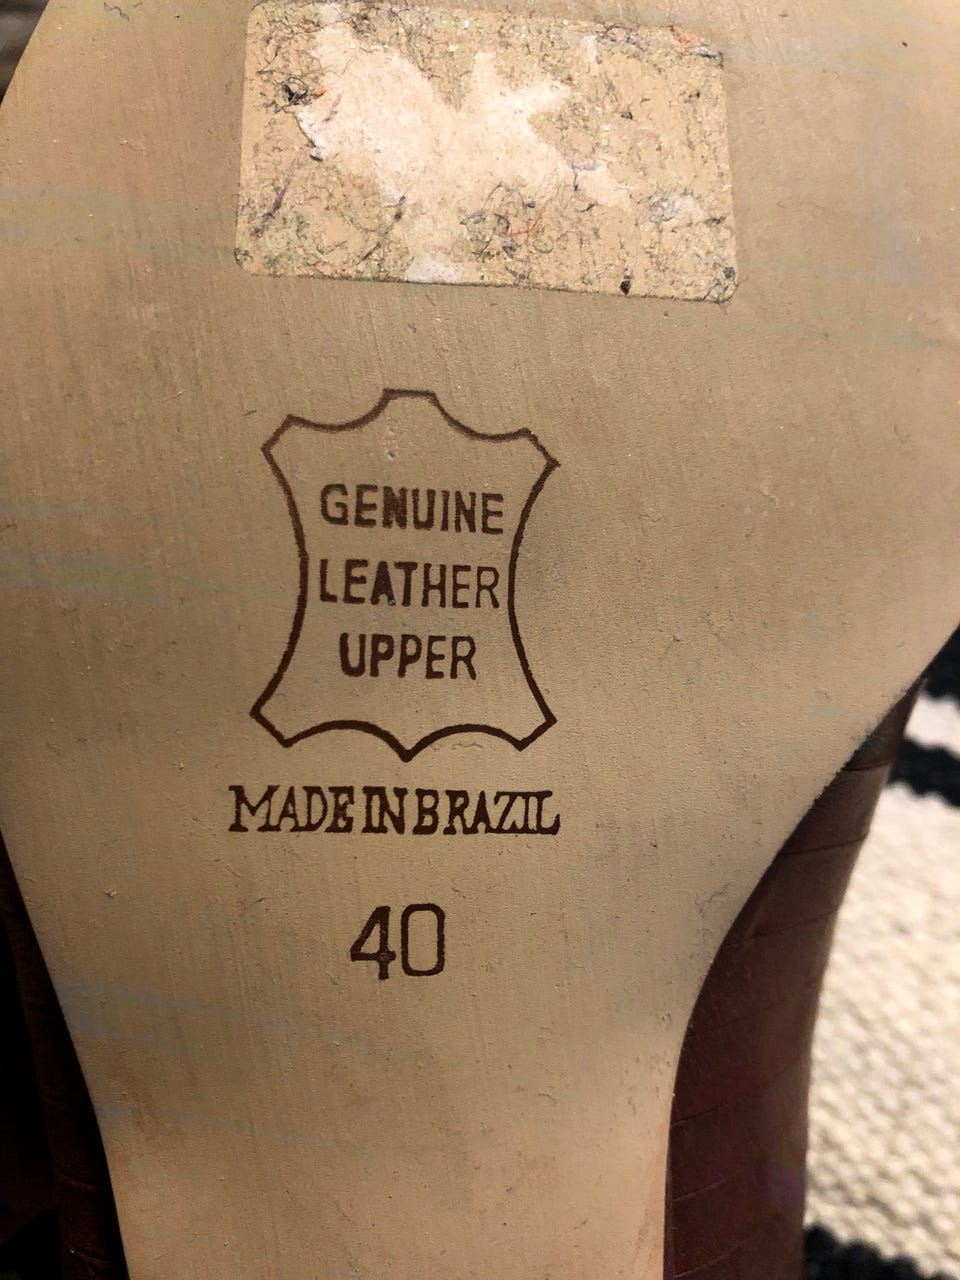 GENUINE
LEATHER
UPPER
MADE IN BRAZIL
40